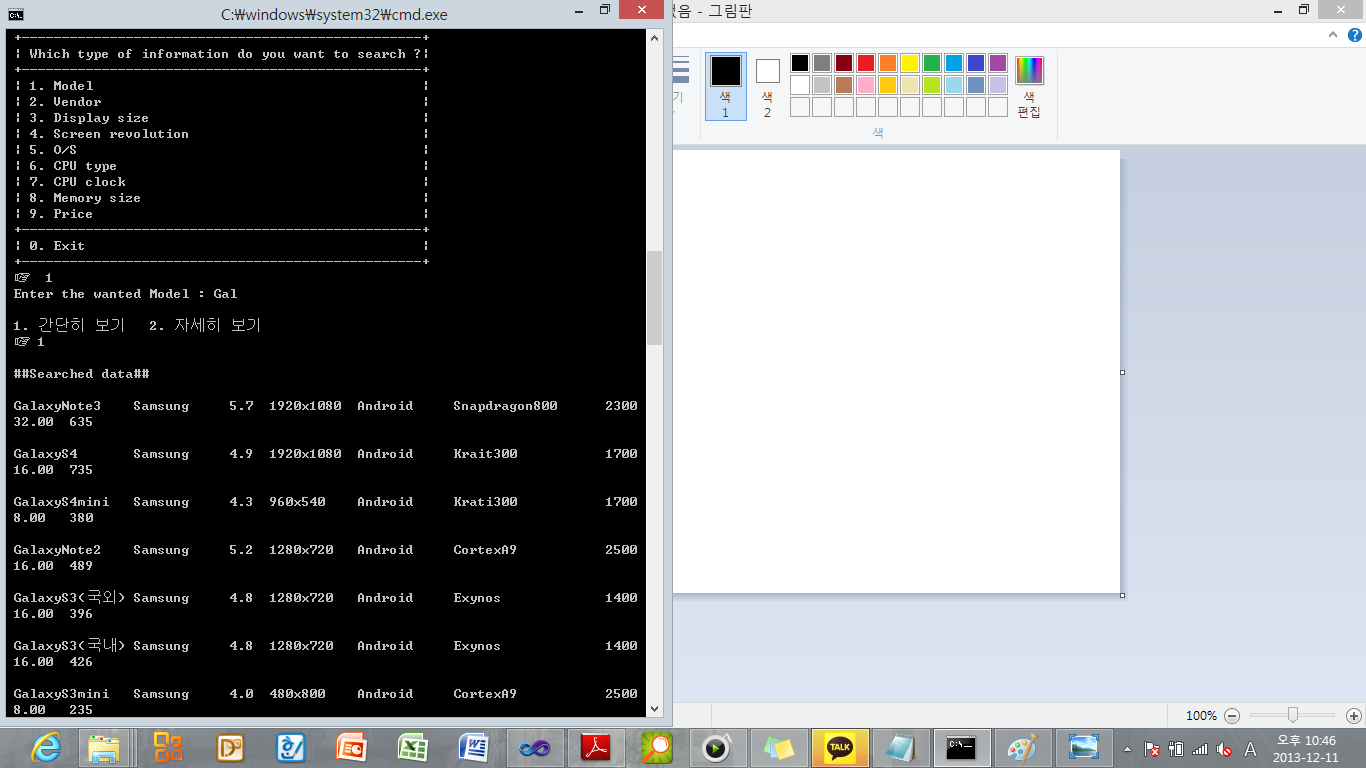 C:₩windows₩system32₩cmd.exe
Which type of information do you want to search ?
1. Model
2. Vendor
3. Display size
4. Screen revolution
5. O/S
6. CPU type
7. CPU clock
8. Memory size
9. Price
0. Exit
☞ 1
Enter the wanted Model : Gal
1. 간단히 보기 2. 자세히 보기
☞ 1
##Searched data##
GalaxyNote3 Samsung 5.7 1920x1080 Android Snapdragon800 2300
32.00 635
GalaxyS4 Samsung 4.9 1920x1080 Android Krait300 1700
16.00 735
GalaxyS4mini Samsung 4.3 960x540 Android Krati300 1700
8.00 380
GalaxyNote2 Samsung 5.2 1280x720 Android CortexA9 2500
16.00 489
GalaxyS3(국외) Samsung 4.8 1280x720 Android Exynos 1400
16.00 396
GalaxyS3(국내) Samsung 4.8 1280x720 Android Exynos 1400
16.00 426
GalaxyS3mini Samsung 4.0 480x800 Android CortexA9 2500
8.00 235
- 그림판
색 1
색 2
색 편집
색
100%
TALK
A
오후 10:46
2013-12-11